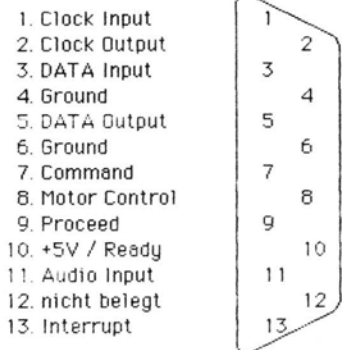 1. Clock Input
2. Clock Output
3. DATA Input
4. Ground
5. DATA Output
6. Ground
7. Command
8. Motor Control
9. Proceed
10. +5V / Ready
11. Audio Input
12. nicht belegt
13. Interrupt
1
2
3
4
5
6
7
8
9
10
11
12
13